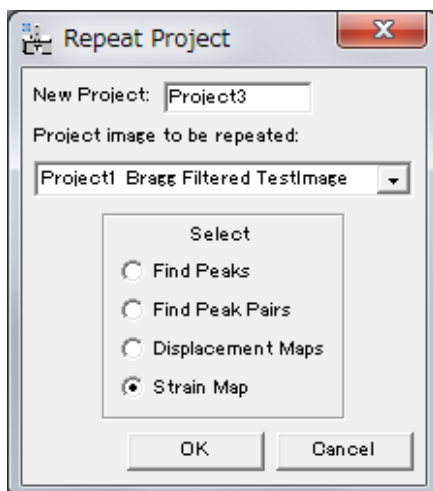 Repeat Project
New Project: Project3
Project image to be repeated:
Project1 Bragg Filtered TestImage
Select
Find Peaks
Find Peak Pairs
Displacement Maps
Strain Map
OK Cancel